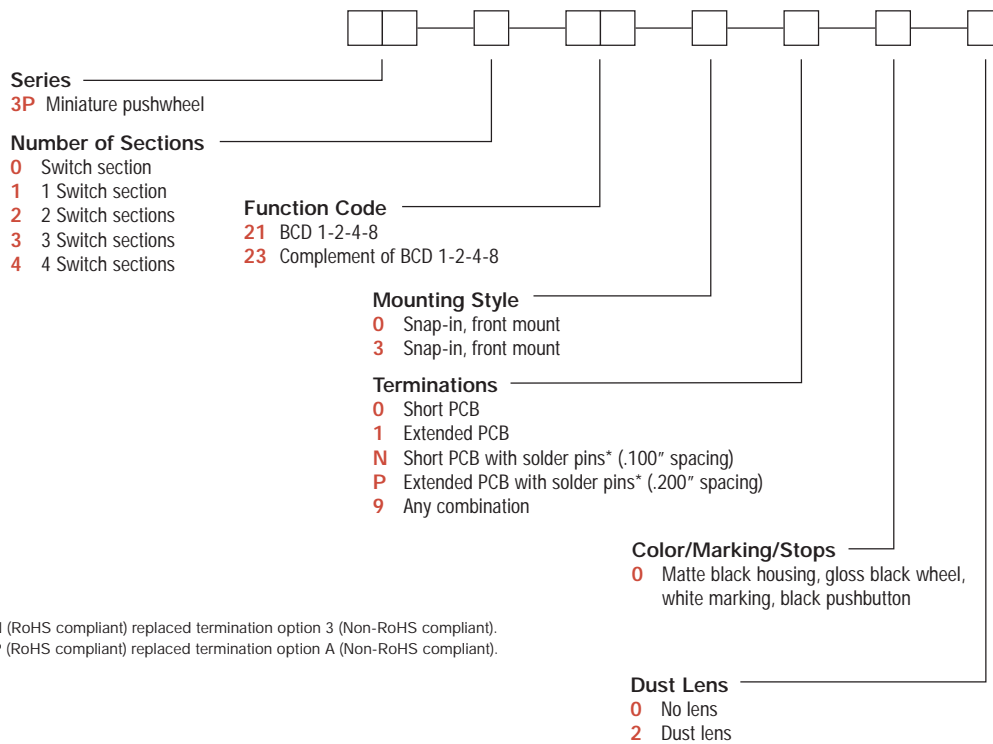 Series
3P Miniature pushwheel
Number of Sections
0 Switch section
1 1 Switch section
2 2 Switch sections
3 3 Switch sections
4 4 Switch sections
Function Code
21 BCD 1-2-4-8
23 Complement of BCD 1-2-4-8
Mounting Style
0 Snap-in, front mount
3 Snap-in, front mount
Terminations
0 Short PCB
1 Extended PCB
N Short PCB with solder pins* (.100" spacing)
P Extended PCB with solder pins* (.200" spacing)
9 Any combination
Color/Marking/Stops
0 Matte black housing, gloss black wheel,
white marking, black pushbutton
(RoHS compliant) replaced termination option 3 (Non-RoHS compliant).
(RoHS compliant) replaced termination option A (Non-RoHS compliant).
Dust Lens
0 No lens
2 Dust lens